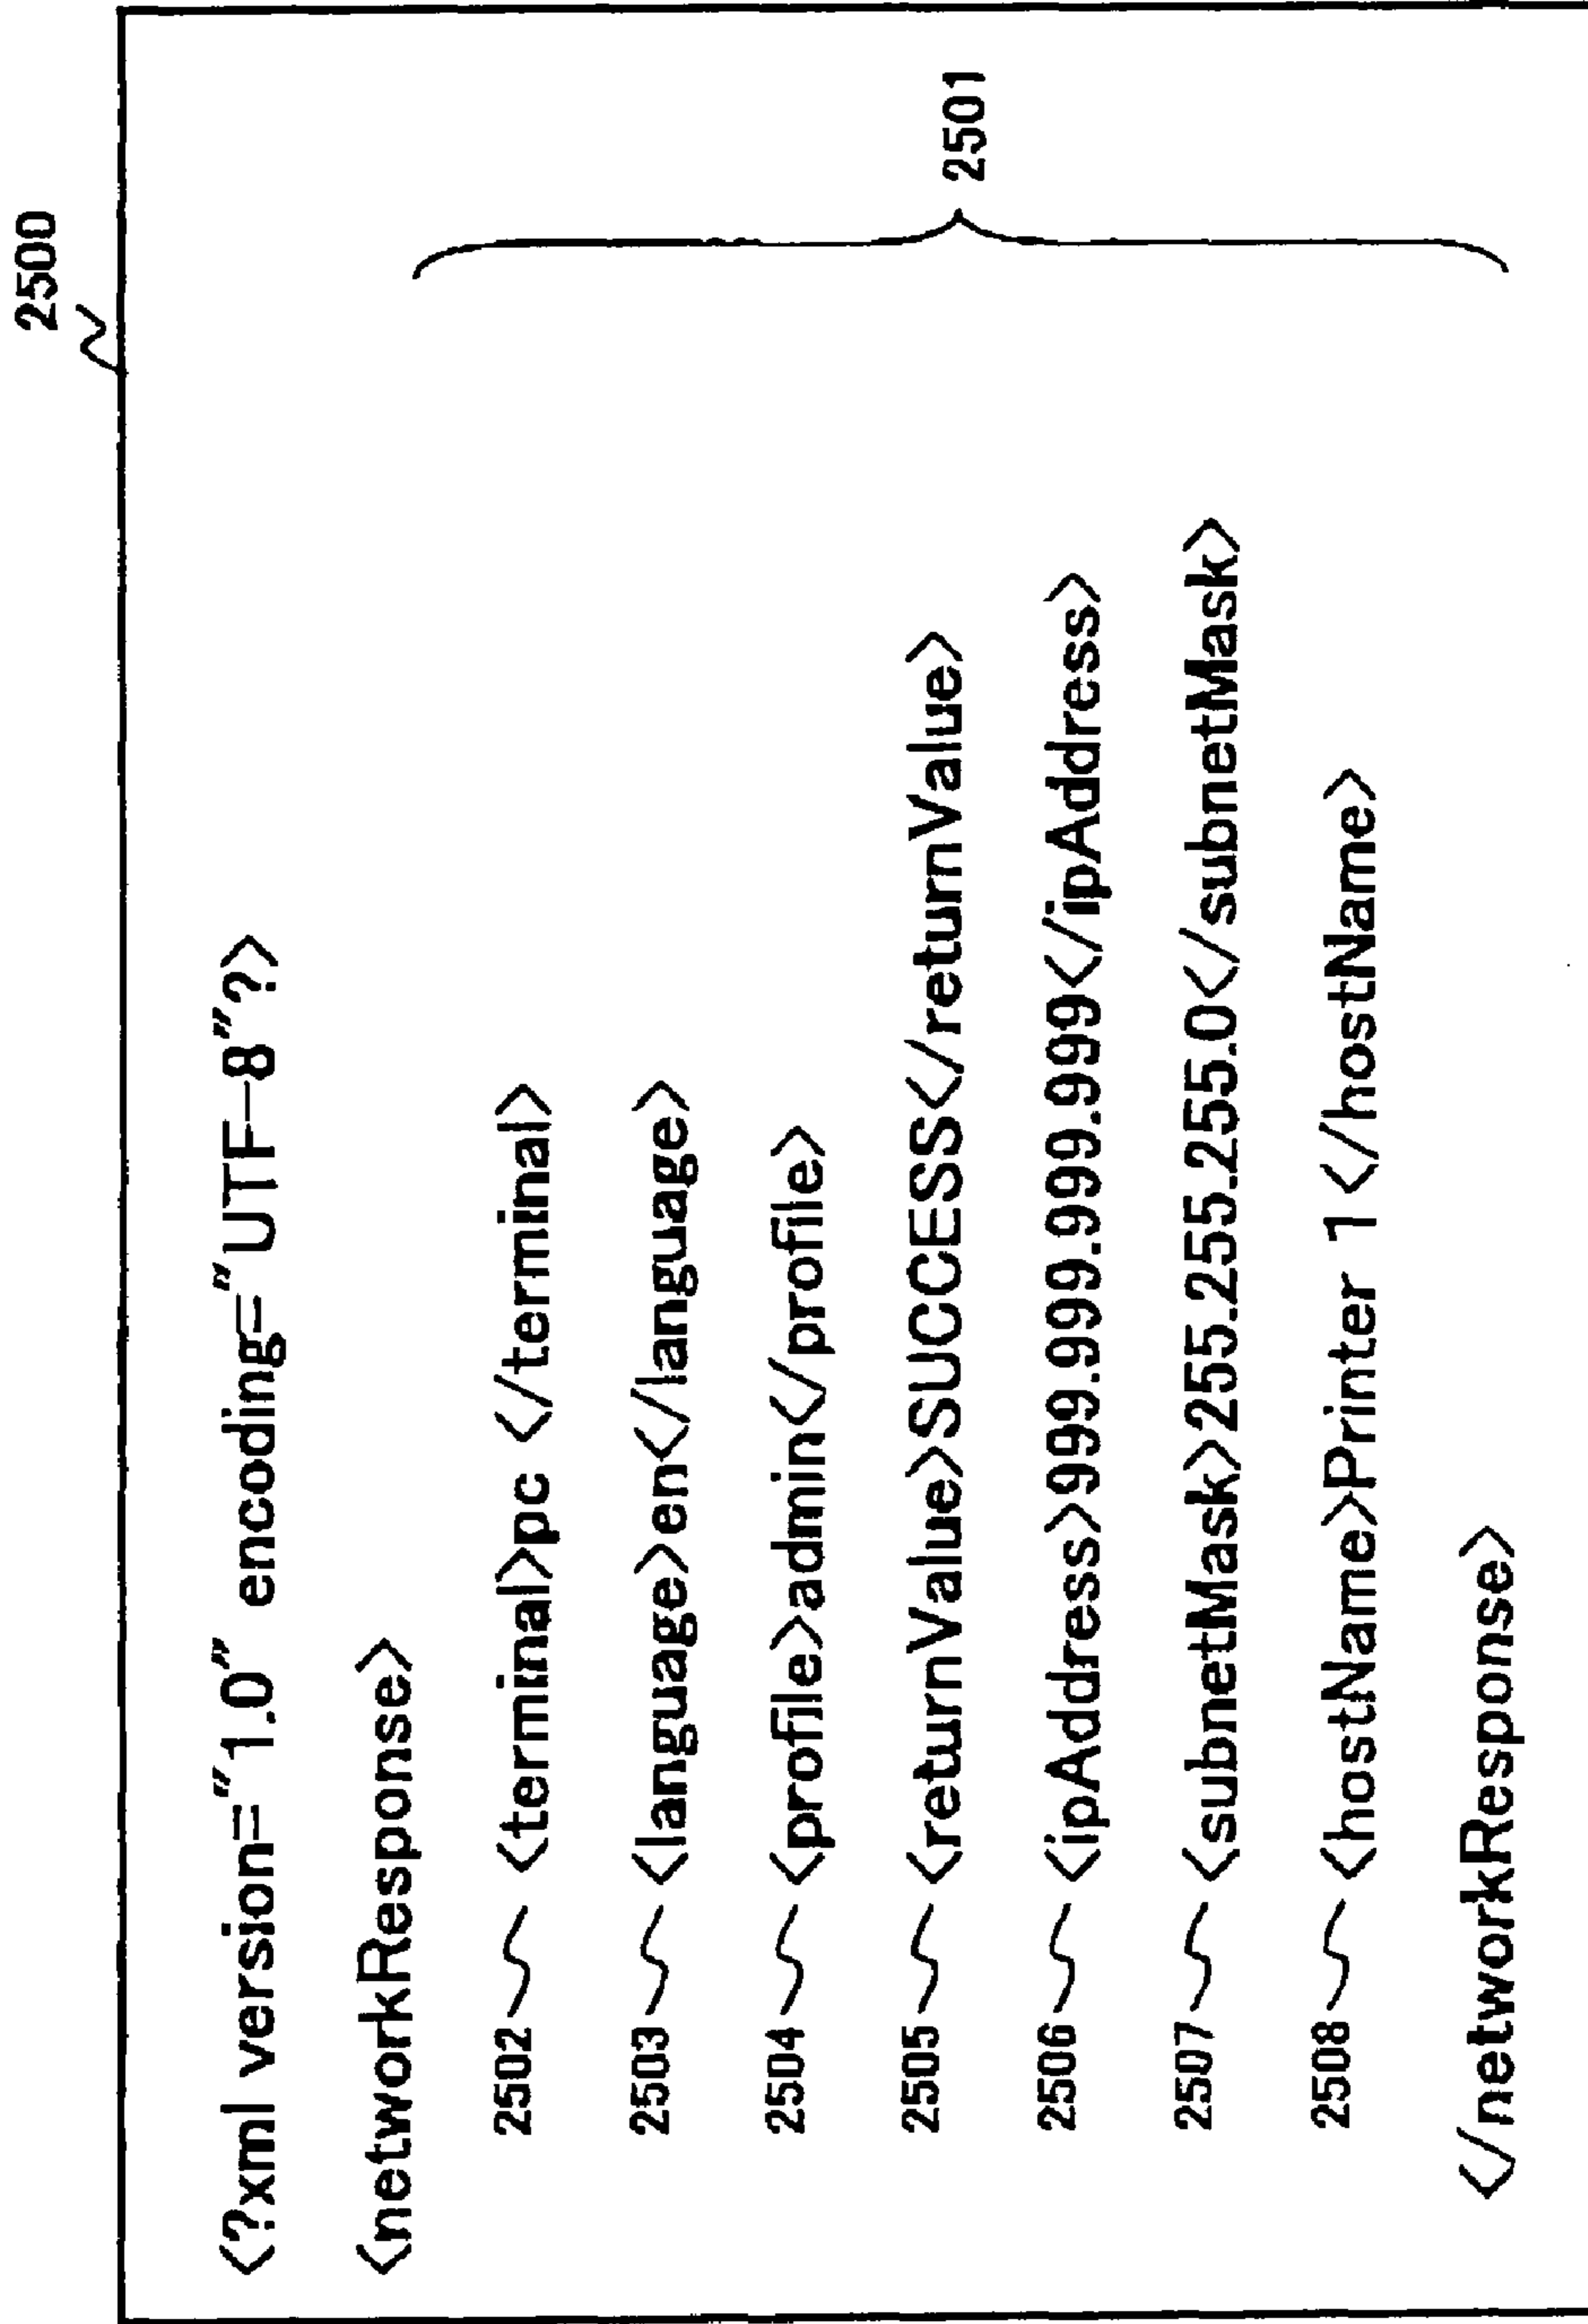 2500
<?xml version="1.0" encoding="UTF-8"?>
<networkResponse>
2502 <terminal>pc </terminal>
2503 <language>en</language>
2504 <profile>admin</profile>
2505 <returnValue>SUCCESS</returnValue>
2506 <ipAddress>999.999.999.999</ipAddress>
2507 <subnetMask>255.255.255.0</subnetMask>
2508 <hostName>Printer 1 </hostName>
</networkResponse>
2501